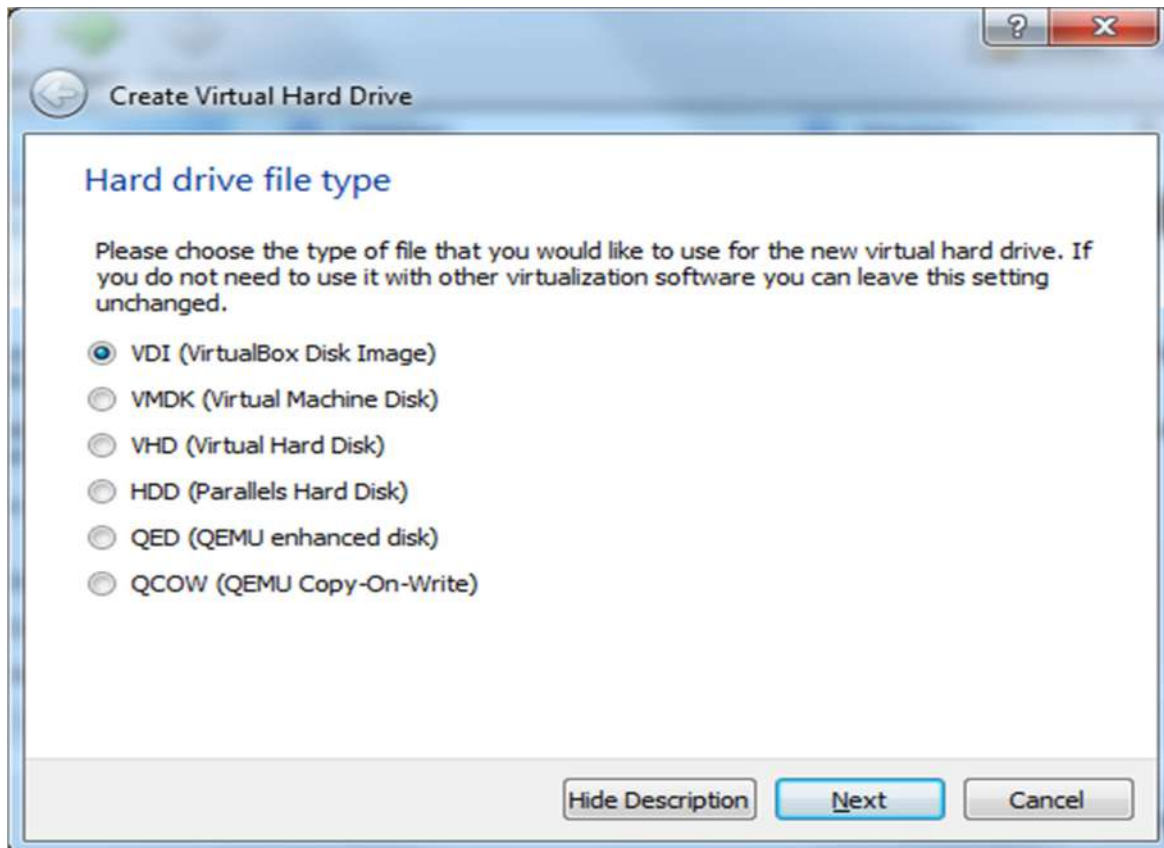 ?
Create Virtual Hard Drive
Hard drive file type
Please choose the type of file that you would like to use for the new virtual hard drive. If
you do not need to use it with other virtualization software you can leave this setting
unchanged.
VDI (VirtualBox Disk Image)
VMDK (Virtual Machine Disk)
VHD (Virtual Hard Disk)
HDD (Parallels Hard Disk)
QED (QEMU enhanced disk)
QCOW (QEMU Copy-On-Write)
Hide Description Next Cancel